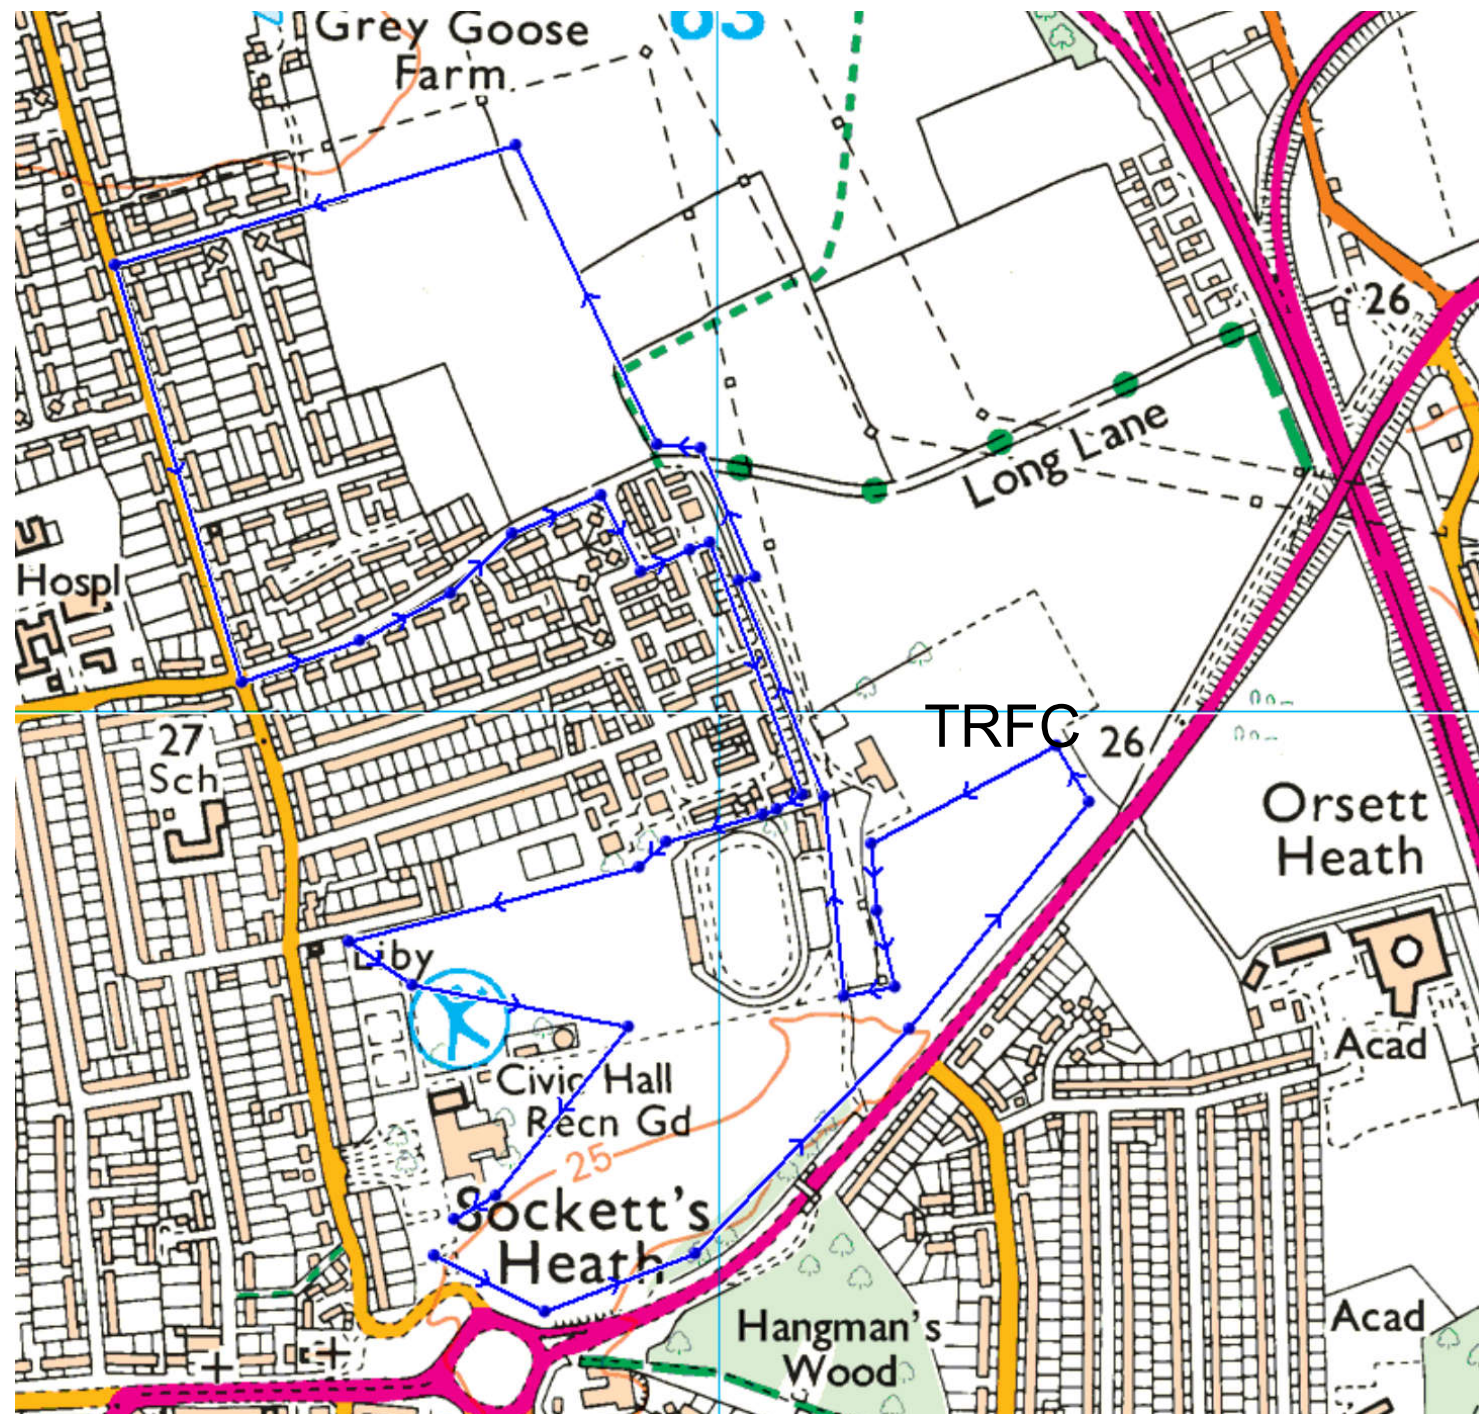 Grey Goose
Farm
63
26
Long Lane
Hospl
TRFC
27
Sch
26
Orsett
Heath
Liby
Civic Hall
Recn Gd
Acad
25
Sockett's
Heath
Hangman's
Wood
Acad